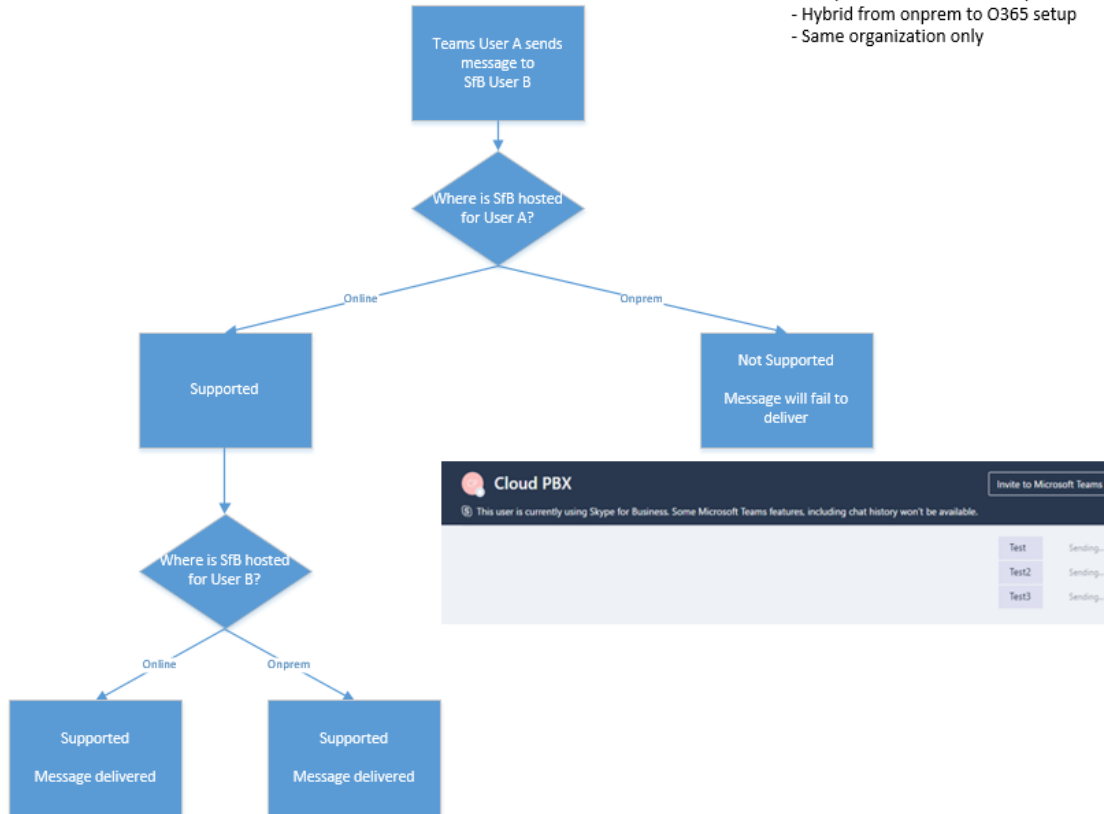 - Hybrid from onprem to O365 setup
- Same organization only
Teams User A sends
message to
SfB User B
Where is SfB hosted
for User A?
Online
Onprem
Supported
Not Supported
Message will fail to
deliver
Cloud PBX
Invite to Microsoft Teams
This user is currently using Skype for Business. Some Microsoft Teams features, including chat history won't be available.
Test Sending...
Test2 Sending...
Test3 Sending...
Where is SfB hosted
for User B?
Online
Onprem
Supported
Message delivered
Supported
Message delivered